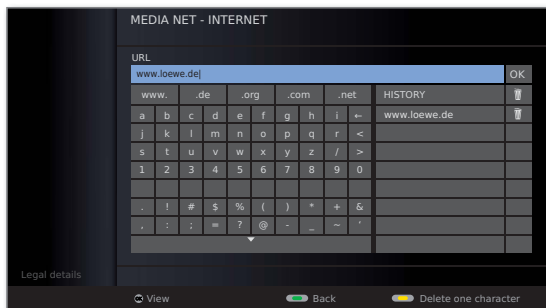 MEDIA NET - INTERNET
URL
www.loewe.de
OK
www. .de .org .com .net HISTORY
a b c d e f g h i ← www.loewe.de
j k l m n o p q r <
s t u v w x y z / >
1 2 3 4 5 6 7 8 9 0
. ! # $ % ( ) * + &
, : ; = ? @ - _ ~ '
Legal details
OK View Back Delete one character